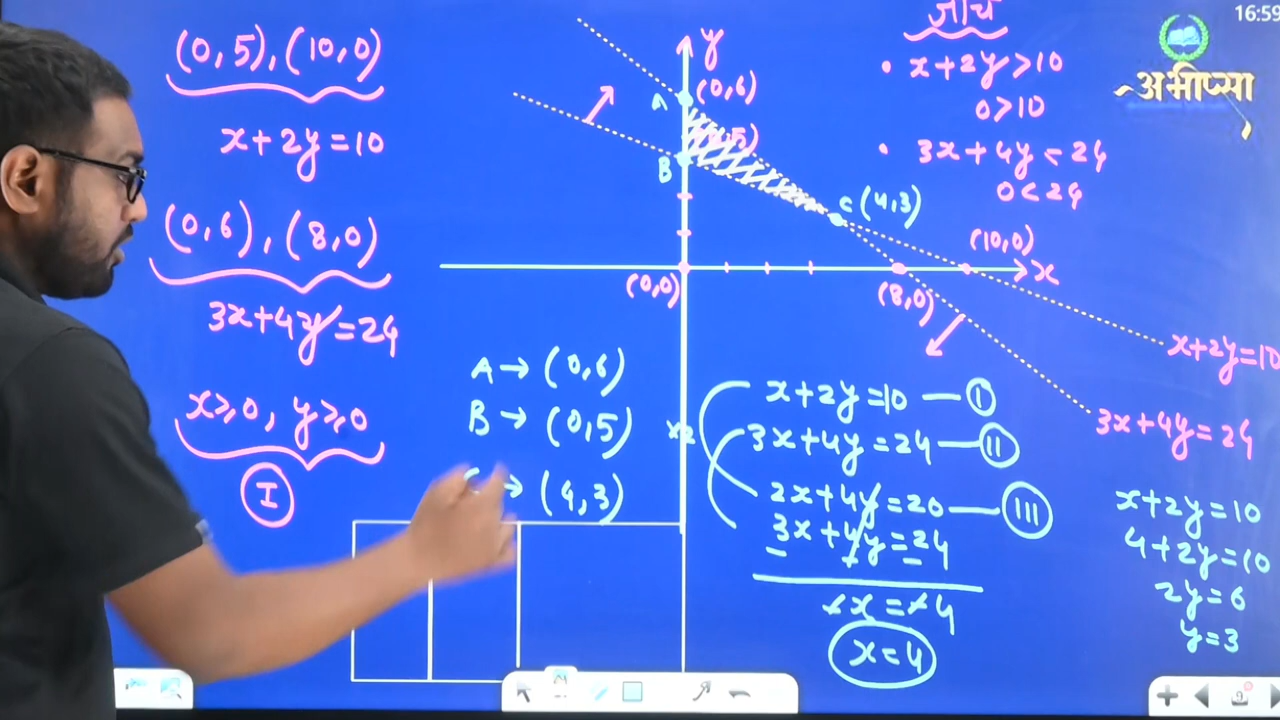 (0,5), (10,0)
x+2y=10
(0,6), (8,0)
3x+4y=24
x≥0, y≥0
I
y
A (0,6)
B
C (4,3)
(0,0)
(8,0)
(10,0)
x
x+2y=10
3x+4y=24
A → (0,6)
B → (0,5)
→ (4,3)
x+2y=10 — I
3x+4y=24 — II
2x+4y=20 — III
3x+4y=24
x=4
x=4
जांच
• x+2y>10
0>10
• 3x+4y<24
0<24
x+2y=10
4+2y=10
2y=6
y=3
16:59
अभीप्सा